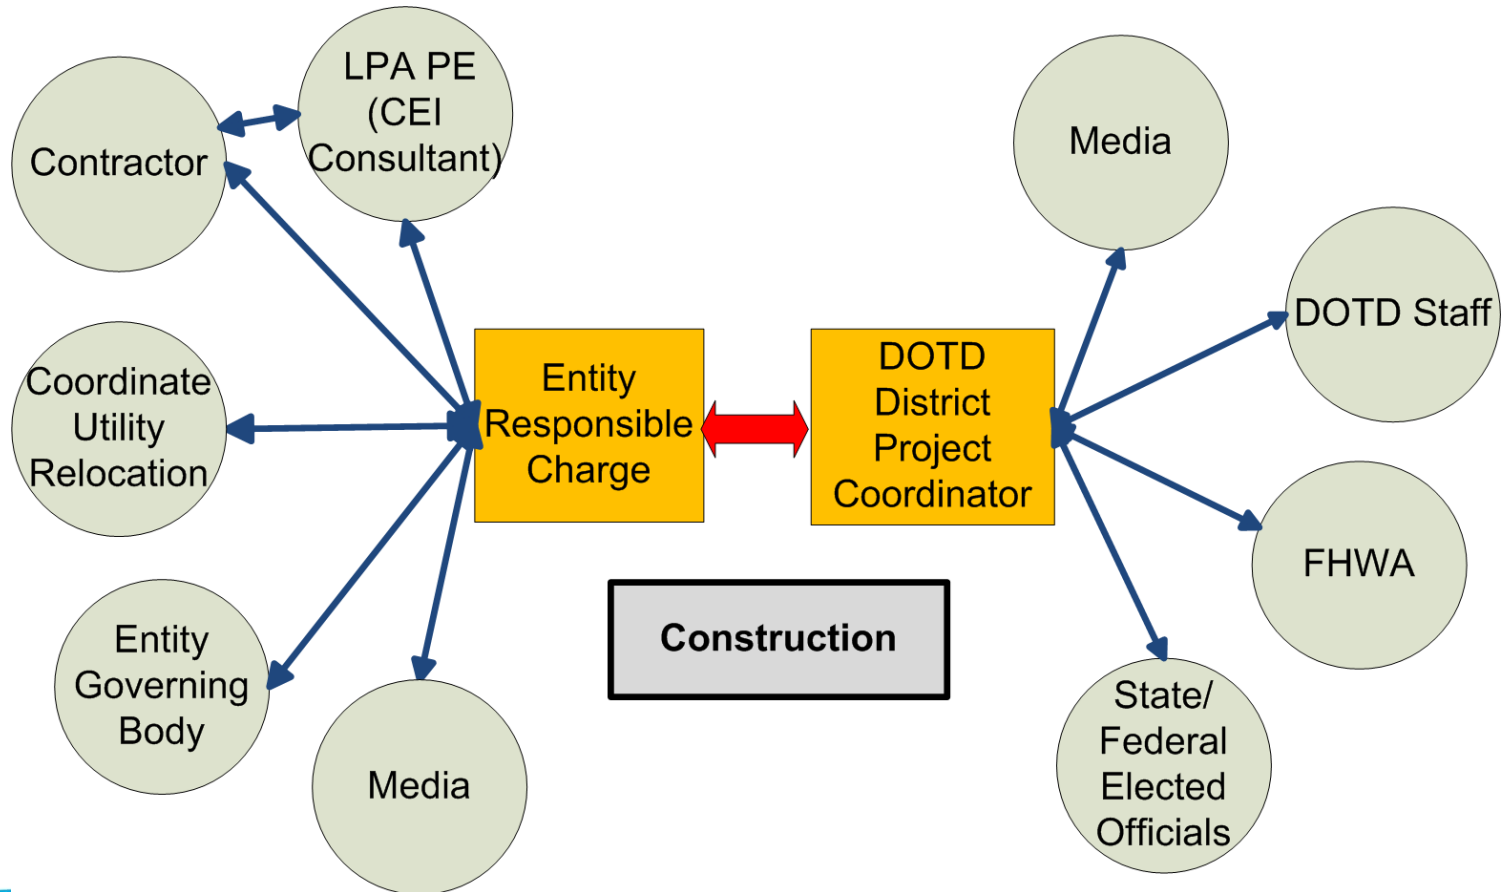 LPA PE
(CEI
Consultant)
Contractor
Media
DOTD Staff
Coordinate
Utility
Relocation
Entity
Responsible
Charge
DOTD
District
Project
Coordinator
FHWA
Construction
Entity
Governing
Body
Media
State/
Federal
Elected
Officials